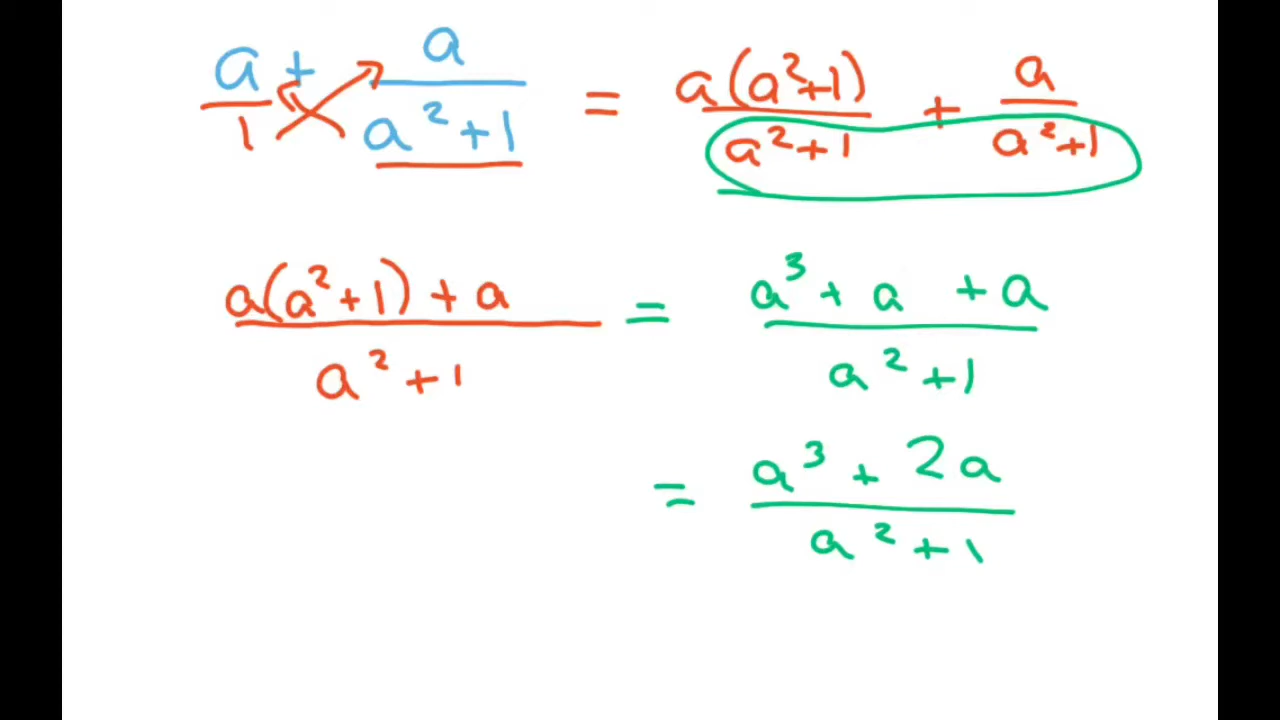 a/1 + a/(a²+1) = a(a²+1)/(a²+1) + a/(a²+1)
(a(a²+1) + a)/(a²+1) = (a³ + a + a)/(a²+1)
= (a³ + 2a)/(a²+1)